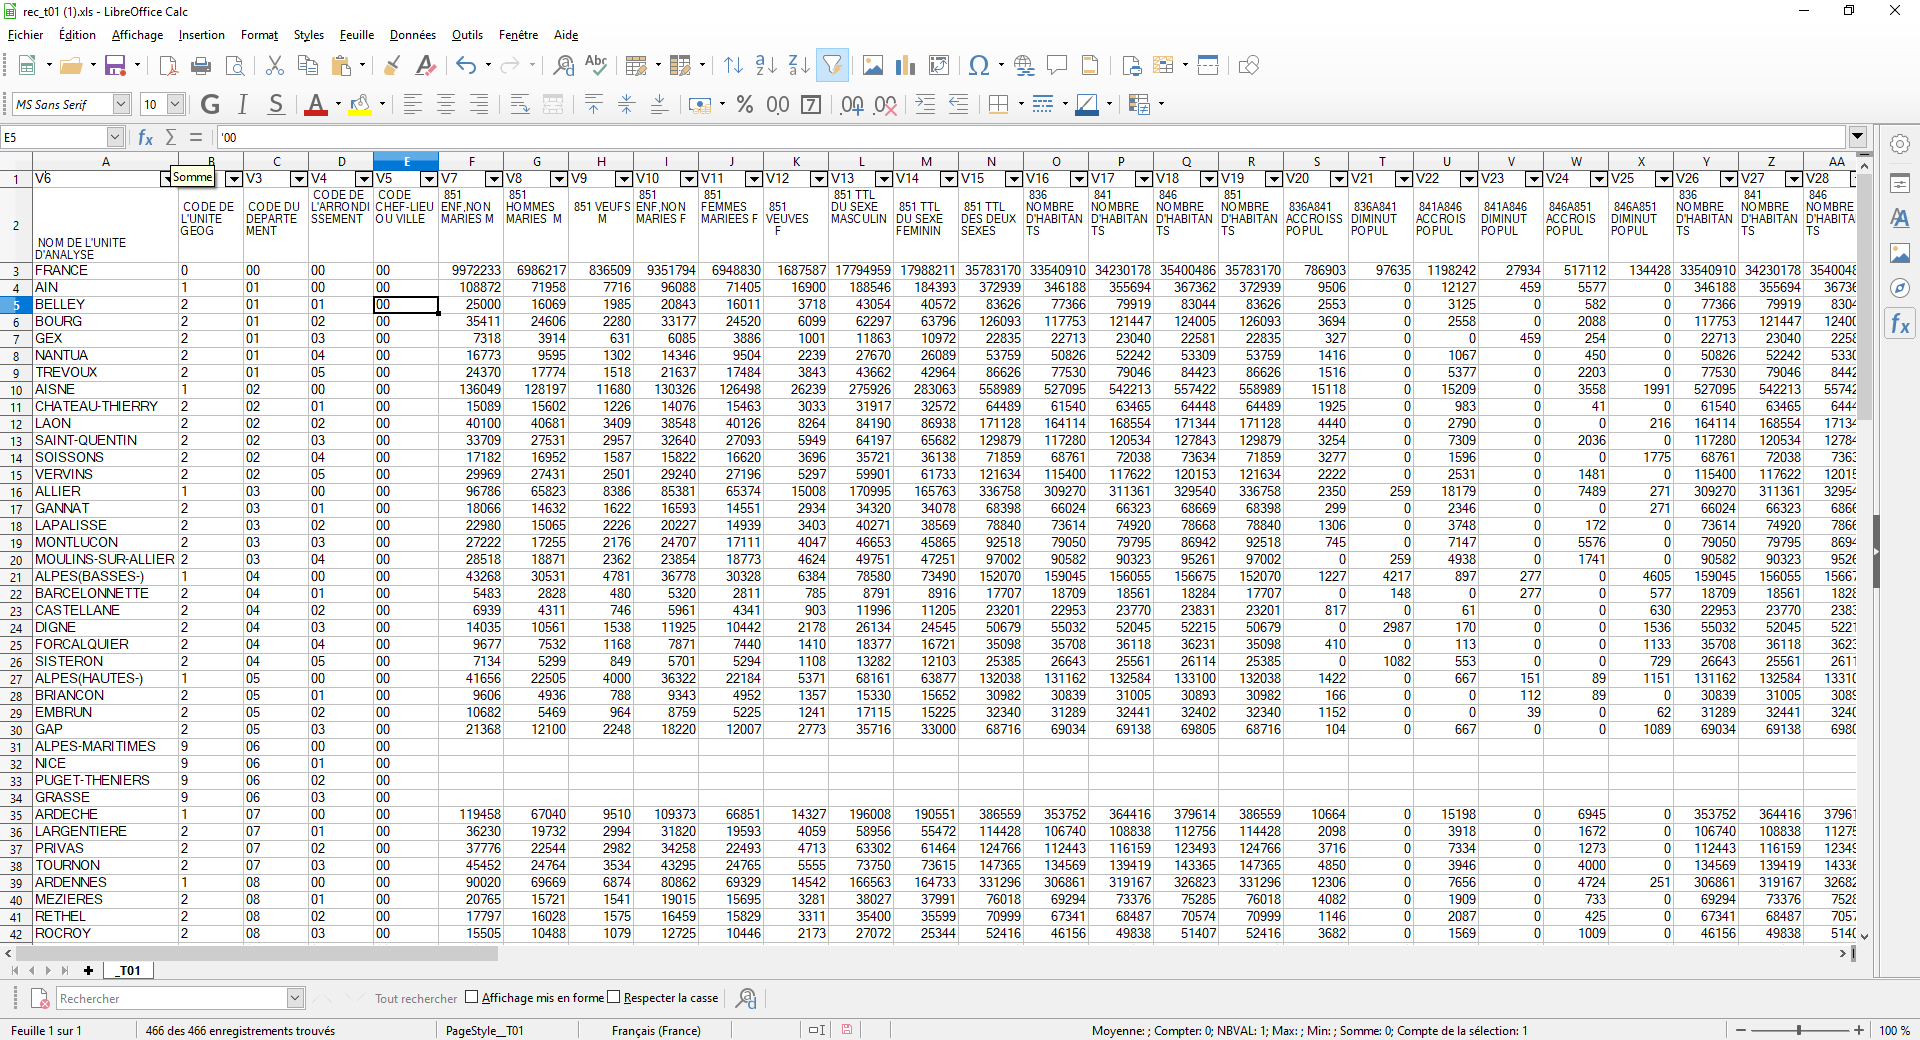 rec_t01 (1).xls - LibreOffice Calc
Fichier Édition Affichage Insertion Format Styles Feuille Données Outils Fenêtre Aide
MS Sans Serif 10
E5 '00
A B C D E F G H I J K L M N O P Q R S T U V W X Y Z AA
Somme
1 V6 V3 V4 V5 V7 V8 V9 V10 V11 V12 V13 V14 V15 V16 V17 V18 V19 V20 V21 V22 V23 V24 V25 V26 V27 V28
2 NOM DE L'UNITE D'ANALYSE CODE DE L'UNITE GEOG CODE DU DEPARTE MENT CODE DE L'ARRONDI SSEMENT CODE CHEF-LIEU OU VILLE 851 ENF,NON MARIES M 851 HOMMES MARIES M 851 VEUFS M 851 ENF,NON MARIES F 851 FEMMES MARIEES F 851 VEUVES F 851 TTL DU SEXE MASCULIN 851 TTL DU SEXE FEMININ 851 TTL DES DEUX SEXES 836 NOMBRE D'HABITAN TS 841 NOMBRE D'HABITAN TS 846 NOMBRE D'HABITAN TS 851 NOMBRE D'HABITAN TS 836A841 ACCROISS POPUL 836A841 DIMINUT POPUL 841A846 ACCROIS POPUL 841A846 DIMINUT POPUL 846A851 ACCROIS POPUL 846A851 DIMINUT POPUL 836 NOMBRE D'HABITAN TS 841 NOMBRE D'HABITAN TS 846 NOMBRE D'HABITA TS
3 FRANCE 0 00 00 00 9972233 6986217 836509 9351794 6948830 1687587 17794959 17988211 35783170 33540910 34230178 35400486 35783170 786903 97635 1198242 27934 517112 134428 33540910 34230178 3540048
4 AIN 1 01 00 00 108872 71958 7716 96088 71405 16900 188546 184393 372939 346188 355694 367362 372939 9506 0 12127 459 5577 0 346188 355694 36736
5 BELLEY 2 01 01 00 25000 16069 1985 20843 16011 3718 43054 40572 83626 77366 79919 83044 83626 2553 0 3125 0 582 0 77366 79919 8304
6 BOURG 2 01 02 00 35411 24606 2280 33177 24520 6099 62297 63796 126093 117753 121447 124005 126093 3694 0 2558 0 2088 0 117753 121447 12400
7 GEX 2 01 03 00 7318 3914 631 6085 3886 1001 11863 10972 22835 22713 23040 22581 22835 327 0 0 459 254 0 22713 23040 2258
8 NANTUA 2 01 04 00 16773 9595 1302 14346 9504 2239 27670 26089 53759 50826 52242 53309 53759 1416 0 1067 0 450 0 50826 52242 5330
9 TREVOUX 2 01 05 00 24370 17774 1518 21637 17484 3843 43662 42964 86626 77530 79046 84423 86626 1516 0 5377 0 2203 0 77530 79046 8442
10 AISNE 1 02 00 00 136049 128197 11680 130326 126498 26239 275926 283063 558989 527095 542213 557422 558989 15118 0 15209 0 3558 1991 527095 542213 55742
11 CHATEAU-THIERRY 2 02 01 00 15089 15602 1226 14076 15463 3033 31917 32572 64489 61540 63465 64448 64489 1925 0 983 0 41 0 61540 63465 6444
12 LAON 2 02 02 00 40100 40681 3409 38548 40126 8264 84190 86938 171128 164114 168554 171344 171128 4440 0 2790 0 0 216 164114 168554 17134
13 SAINT-QUENTIN 2 02 03 00 33709 27531 2957 32640 27093 5949 64197 65682 129879 117280 120534 127843 129879 3254 0 7309 0 2036 0 117280 120534 12784
14 SOISSONS 2 02 04 00 17182 16952 1587 15822 16620 3696 35721 36138 71859 68761 72038 73634 71859 3277 0 1596 0 0 1775 68761 72038 7363
15 VERVINS 2 02 05 00 29969 27431 2501 29240 27196 5297 59901 61733 121634 115400 117622 120153 121634 2222 0 2531 0 1481 0 115400 117622 12015
16 ALLIER 1 03 00 00 96786 65823 8386 85381 65374 15008 170995 165763 336758 309270 311361 329540 336758 2350 259 18179 0 7489 271 309270 311361 32954
17 GANNAT 2 03 01 00 18066 14632 1622 16593 14551 2934 34320 34078 68398 66024 66323 68669 68398 299 0 2346 0 0 271 66024 66323 6866
18 LAPALISSE 2 03 02 00 22980 15065 2226 20227 14939 3403 40271 38569 78840 73614 74920 78668 78840 1306 0 3748 0 172 0 73614 74920 7866
19 MONTLUCON 2 03 03 00 27222 17255 2176 24707 17111 4047 46653 45865 92518 79050 79795 86942 92518 745 0 7147 0 5576 0 79050 79795 8694
20 MOULINS-SUR-ALLIER 2 03 04 00 28518 18871 2362 23854 18773 4624 49751 47251 97002 90582 90323 95261 97002 0 259 4938 0 1741 0 90582 90323 9526
21 ALPES(BASSES-) 1 04 00 00 43268 30531 4781 36778 30328 6384 78580 73490 152070 159045 156055 156675 152070 1227 4217 897 277 0 4605 159045 156055 15667
22 BARCELONNETTE 2 04 01 00 5483 2828 480 5320 2811 785 8791 8916 17707 18709 18561 18284 17707 0 148 0 277 0 577 18709 18561 1828
23 CASTELLANE 2 04 02 00 6939 4311 746 5961 4341 903 11996 11205 23201 22953 23770 23831 23201 817 0 61 0 0 630 22953 23770 2383
24 DIGNE 2 04 03 00 14035 10561 1538 11925 10442 2178 26134 24545 50679 55032 52045 52215 50679 0 2987 170 0 0 1536 55032 52045 5221
25 FORCALQUIER 2 04 04 00 9677 7532 1168 7871 7440 1410 18377 16721 35098 35708 36118 36231 35098 410 0 113 0 0 1133 35708 36118 3623
26 SISTERON 2 04 05 00 7134 5299 849 5701 5294 1108 13282 12103 25385 26643 25561 26114 25385 0 1082 553 0 0 729 26643 25561 2611
27 ALPES(HAUTES-) 1 05 00 00 41656 22505 4000 36322 22184 5371 68161 63877 132038 131162 132584 133100 132038 1422 0 667 151 89 1151 131162 132584 13310
28 BRIANCON 2 05 01 00 9606 4936 788 9343 4952 1357 15330 15652 30982 30839 31005 30893 30982 166 0 0 112 89 0 30839 31005 3089
29 EMBRUN 2 05 02 00 10682 5469 964 8759 5225 1241 17115 15225 32340 31289 32441 32402 32340 1152 0 0 39 0 62 31289 32441 3240
30 GAP 2 05 03 00 21368 12100 2248 18220 12007 2773 35716 33000 68716 69034 69138 69805 68716 104 0 667 0 0 1089 69034 69138 6980
31 ALPES-MARITIMES 9 06 00 00
32 NICE 9 06 01 00
33 PUGET-THENIERS 9 06 02 00
34 GRASSE 9 06 03 00
35 ARDECHE 1 07 00 00 119458 67040 9510 109373 66851 14327 196008 190551 386559 353752 364416 379614 386559 10664 0 15198 0 6945 0 353752 364416 37961
36 LARGENTIERE 2 07 01 00 36230 19732 2994 31820 19593 4059 58956 55472 114428 106740 108838 112756 114428 2098 0 3918 0 1672 0 106740 108838 11275
37 PRIVAS 2 07 02 00 37776 22544 2982 34258 22493 4713 63302 61464 124766 112443 116159 123493 124766 3716 0 7334 0 1273 0 112443 116159 12349
38 TOURNON 2 07 03 00 45452 24764 3534 43295 24765 5555 73750 73615 147365 134569 139419 143365 147365 4850 0 3946 0 4000 0 134569 139419 14336
39 ARDENNES 1 08 00 00 90020 69669 6874 80862 69329 14542 166563 164733 331296 306861 319167 326823 331296 12306 0 7656 0 4724 251 306861 319167 32682
40 MEZIERES 2 08 01 00 20765 15721 1541 19015 15695 3281 38027 37991 76018 69294 73376 75285 76018 4082 0 1909 0 733 0 69294 73376 7528
41 RETHEL 2 08 02 00 17797 16028 1575 16459 15829 3311 35400 35599 70999 67341 68487 70574 70999 1146 0 2087 0 425 0 67341 68487 7057
42 ROCROY 2 08 03 00 15505 10488 1079 12725 10446 2173 27072 25344 52416 46156 49838 51407 52416 3682 0 1569 0 1009 0 46156 49838 5140
_T01
Rechercher Tout rechercher Affichage mis en forme Respecter la casse
Feuille 1 sur 1 466 des 466 enregistrements trouvés PageStyle__T01 Français (France) Moyenne: ; Compter: 0; NBVAL: 1; Max: ; Min: ; Somme: 0; Compte de la sélection: 1 100 %